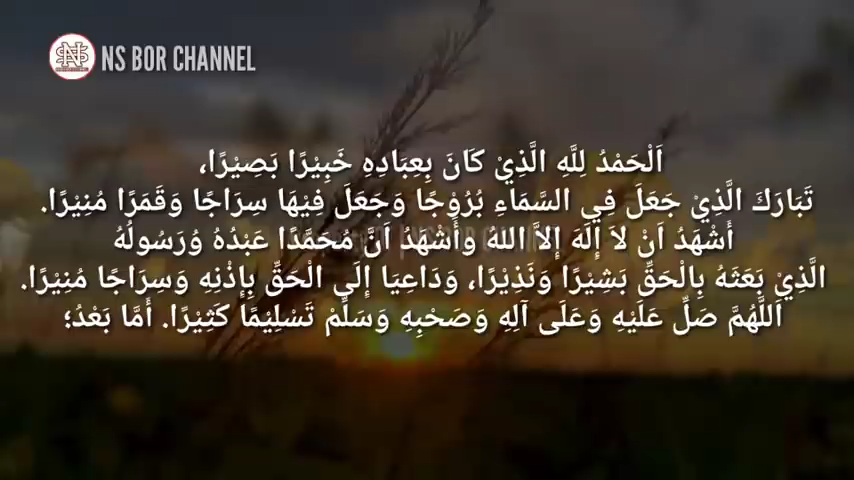 NS BOR CHANNEL
اَلْحَمْدُ لِلَّهِ الَّذِيْ كَانَ بِعِبَادِهِ خَبِيْرًا بَصِيْرًا،
تَبَارَكَ الَّذِيْ جَعَلَ فِي السَّمَاءِ بُرُوْجًا وَجَعَلَ فِيْهَا سِرَاجًا وَقَمَرًا مُنِيْرًا.
أَشْهَدُ اَنْ لاَ إِلَهَ إِلاَّ اللهُ وأَشْهَدُ اَنَّ مُحَمَّدًا عَبْدُهُ وُرَسُولُهُ
الَّذِيْ بَعَثَهُ بِالْحَقِّ بَشِيْرًا وَنَذِيْرًا، وَدَاعِيَا إِلَى الْحَقِّ بِإِذْنِهِ وَسِرَاجًا مُنِيْرًا.
اَللَّهُمَّ صَلِّ عَلَيْهِ وَعَلَى آلِهِ وَصَحْبِهِ وَسَلِّمْ تَسْلِيْمًا كَثِيْرًا. أَمَّا بَعْدُ؛